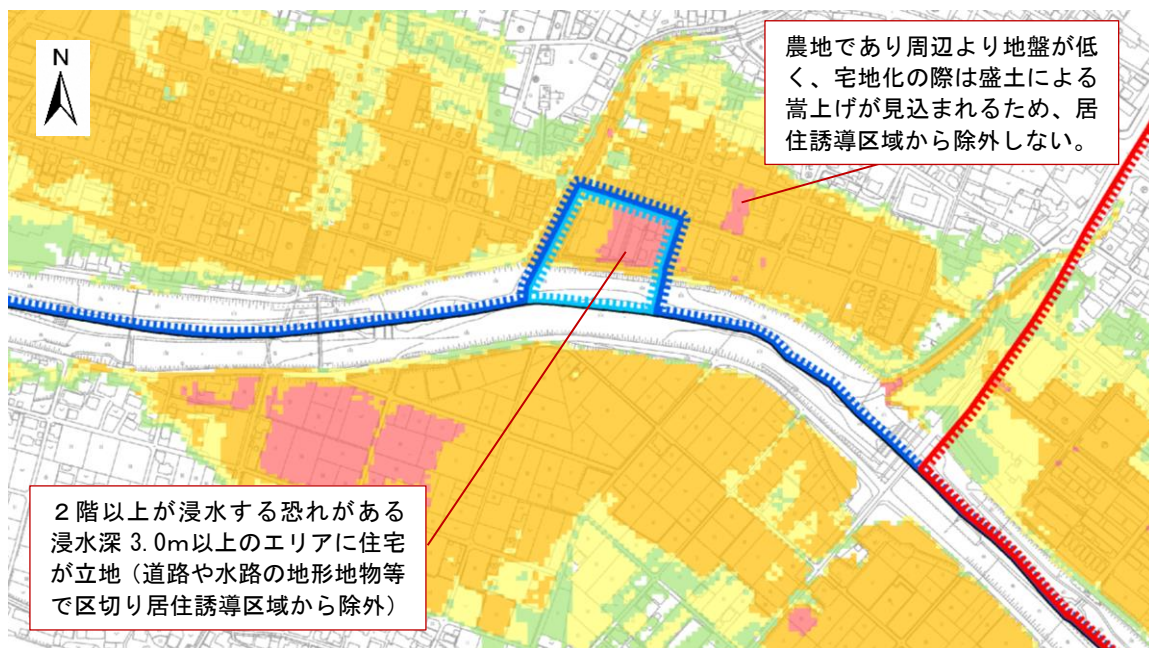 N
農地であり周辺より地盤が低
く、宅地化の際は盛土による
嵩上げが見込まれるため、居
住誘導区域から除外しない。
２階以上が浸水する恐れがある
浸水深 3.0ｍ以上のエリアに住宅
が立地（道路や水路の地形地物等
で区切り居住誘導区域から除外）